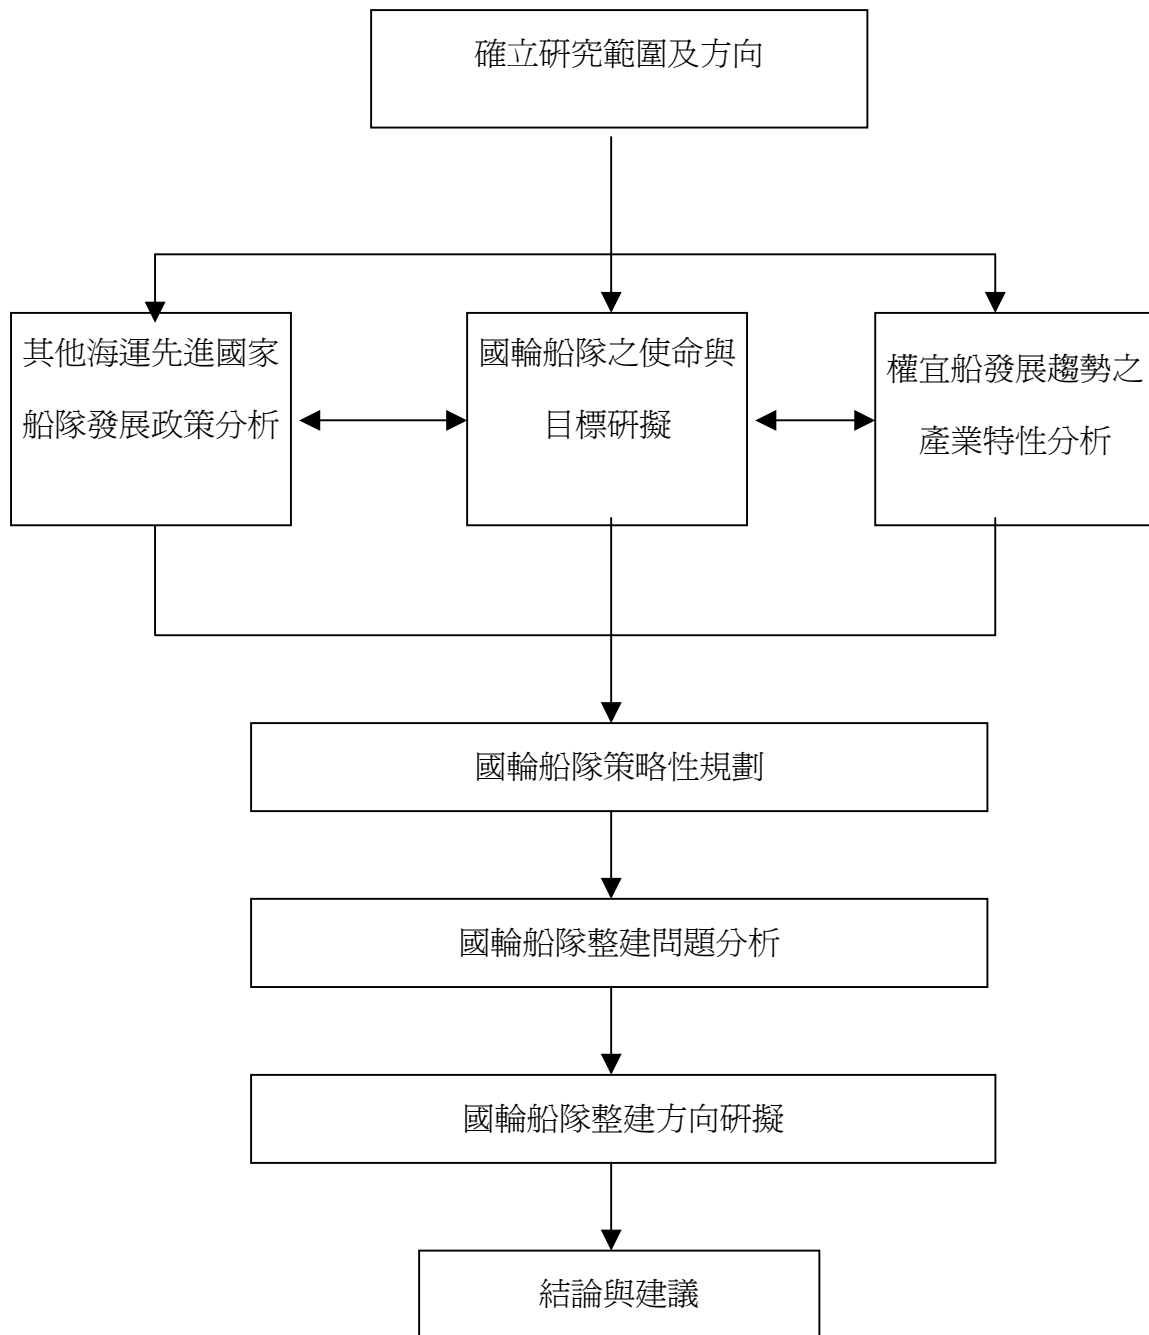 確立研究範圍及方向
其他海運先進國家
船隊發展政策分析
國輪船隊之使命與
目標研擬
權宜船發展趨勢之
產業特性分析
國輪船隊策略性規劃
國輪船隊整建問題分析
國輪船隊整建方向研擬
結論與建議